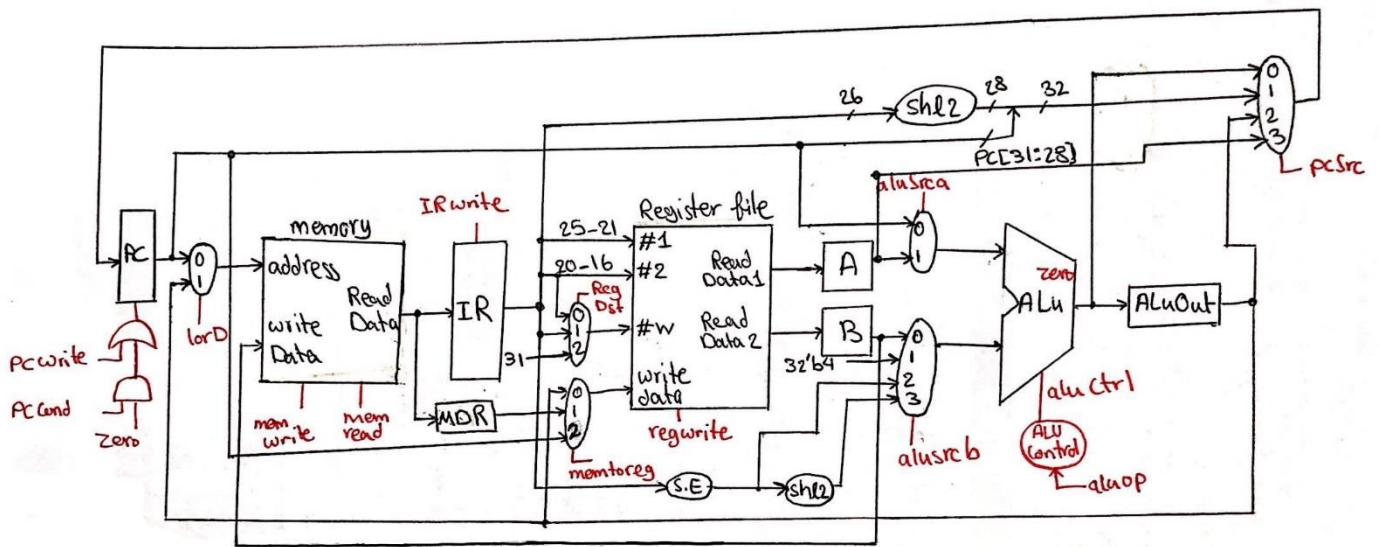 26
shl2
28
32
0
1
2
3
PC[31:28]
pcSrc
alusrca
IRwrite
Register file
memory
PC
0
1
IorD
address
Read
Data
write
Data
IR
25-21
20-16
#1
#2
Reg
Dst
0
1
2
31
#w
Read
Data1
Read
Data2
write
data
A
B
0
1
zero
ALU
ALUOut
32'b4
0
1
2
3
PCwrite
PCCond
zero
mem
write
mem
read
MDR
0
1
2
memtoreg
regwrite
S.E
shl2
alusrcb
alu Ctrl
ALU
Control
aluop